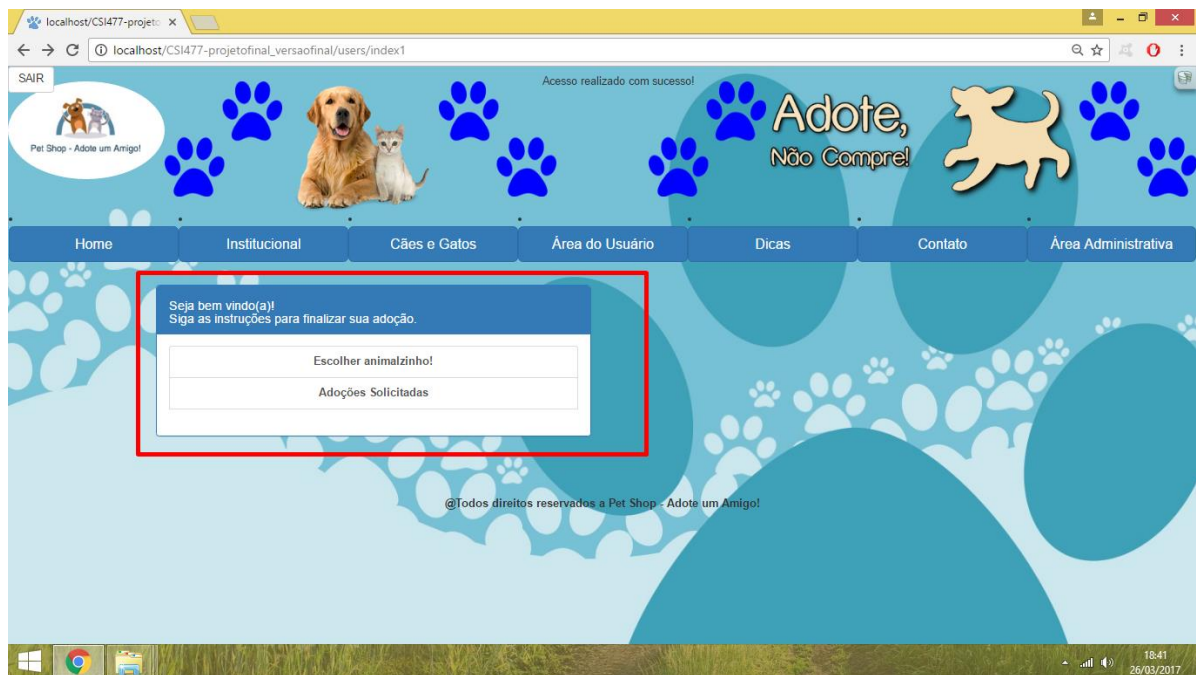 localhost/CSI477-projeto
localhost/CSI477-projetofinal_versaofinal/users/index1
SAIR
Acesso realizado com sucesso!
Pet Shop - Adote um Amigo!
Adote,
Não Compre!
Home
Institucional
Cães e Gatos
Área do Usuário
Dicas
Contato
Área Administrativa
Seja bem vindo(a)!
Siga as instruções para finalizar sua adoção.
Escolher animalzinho!
Adoções Solicitadas
@Todos direitos reservados a Pet Shop - Adote um Amigo!
18:41
26/03/2017